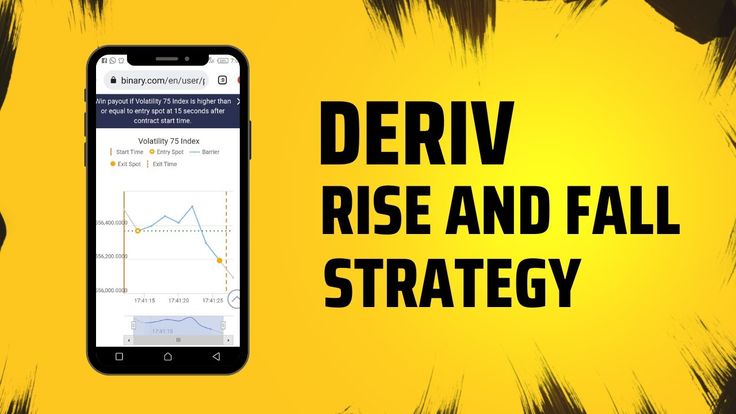 binary.com/en/user/p
Win payout if Volatility 75 Index is higher than
or equal to entry spot at 15 seconds after
contract start time.
Volatility 75 Index
Start Time Entry Spot Barrier
Exit Spot Exit Time
556,400.0000
556,200.0000
556,000.0000
17:41:15 17:41:20 17:41:25
17:41:15
DERIV
RISE AND FALL
STRATEGY